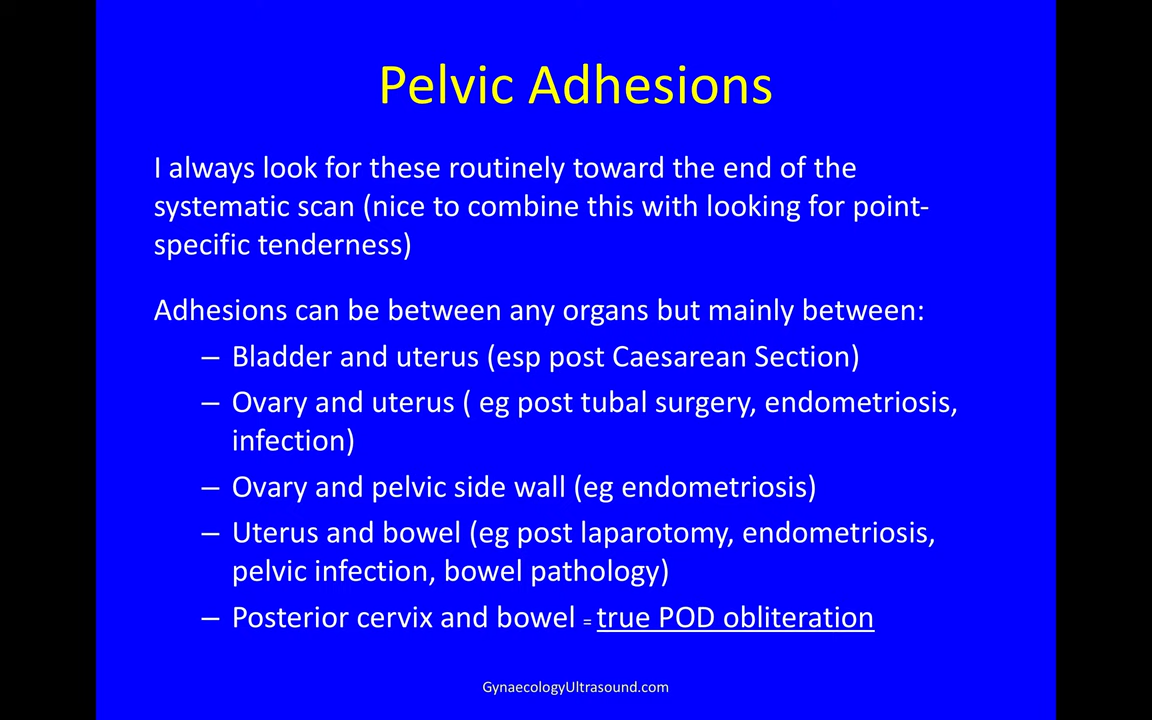 Pelvic Adhesions
I always look for these routinely toward the end of the
systematic scan (nice to combine this with looking for point-
specific tenderness)
Adhesions can be between any organs but mainly between:
– Bladder and uterus (esp post Caesarean Section)
– Ovary and uterus ( eg post tubal surgery, endometriosis,
infection)
– Ovary and pelvic side wall (eg endometriosis)
– Uterus and bowel (eg post laparotomy, endometriosis,
pelvic infection, bowel pathology)
– Posterior cervix and bowel = true POD obliteration
GynaecologyUltrasound.com